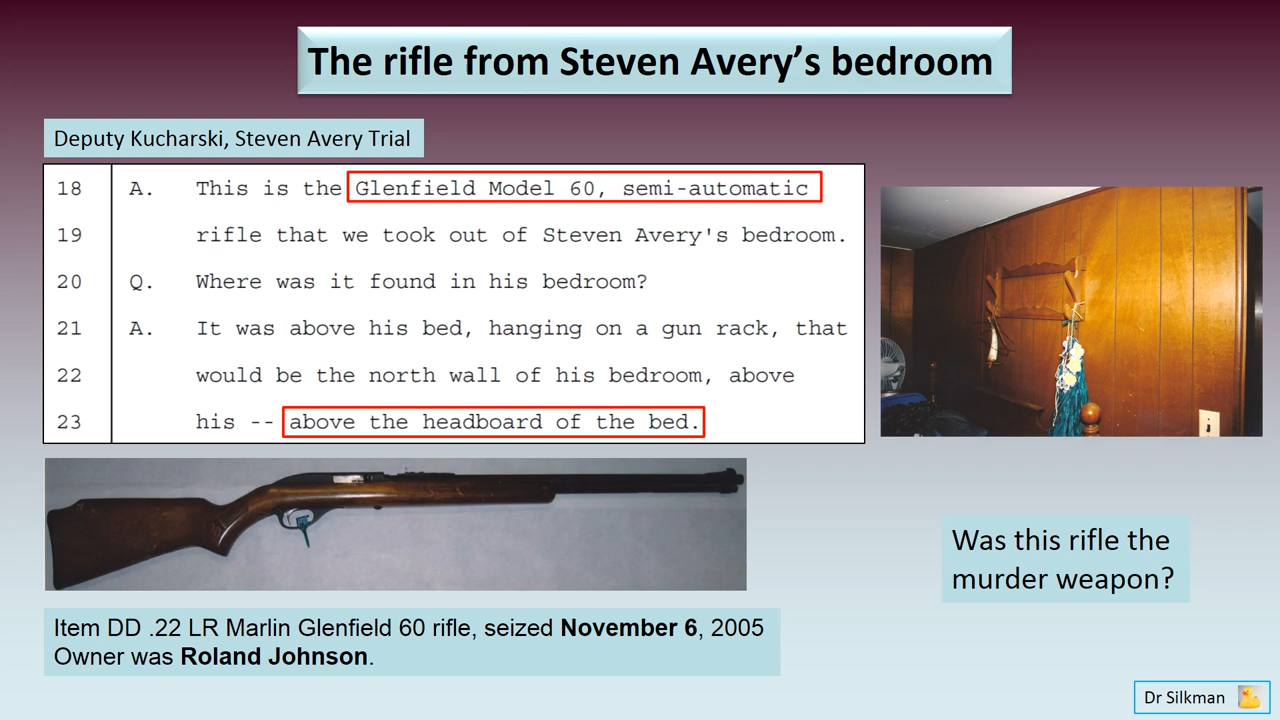 The rifle from Steven Avery’s bedroom
Deputy Kucharski, Steven Avery Trial
18 A. This is the Glenfield Model 60, semi-automatic
19 rifle that we took out of Steven Avery's bedroom.
20 Q. Where was it found in his bedroom?
21 A. It was above his bed, hanging on a gun rack, that
22 would be the north wall of his bedroom, above
23 his -- above the headboard of the bed.
Item DD .22 LR Marlin Glenfield 60 rifle, seized November 6, 2005
Owner was Roland Johnson.
Was this rifle the
murder weapon?
Dr Silkman